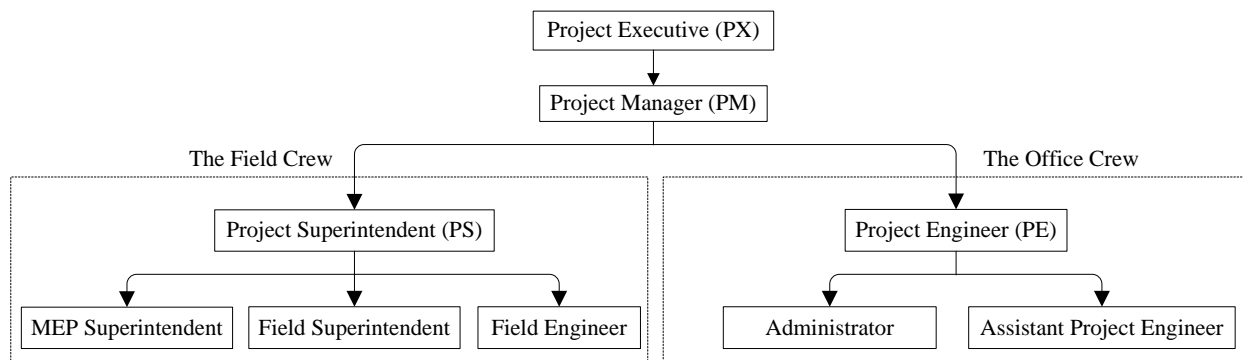 Project Executive (PX)
Project Manager (PM)
The Field Crew
The Office Crew
Project Superintendent (PS)
Project Engineer (PE)
MEP Superintendent
Field Superintendent
Field Engineer
Administrator
Assistant Project Engineer